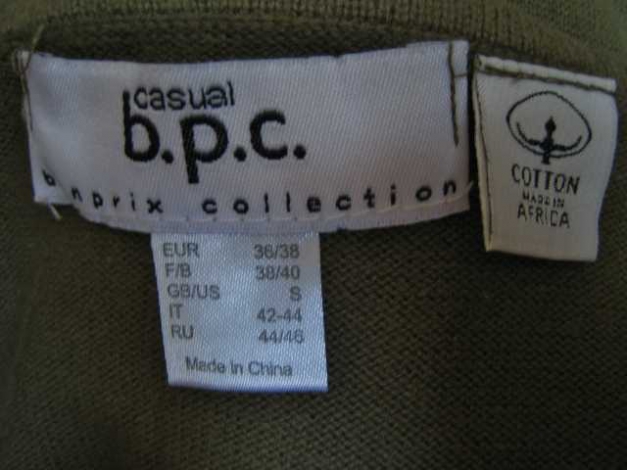 casual
b.p.c.
bonprix collection
COTTON
MADE IN
AFRICA
EUR 36/38
F/B 38/40
GB/US S
IT 42-44
RU 44/46
Made in China